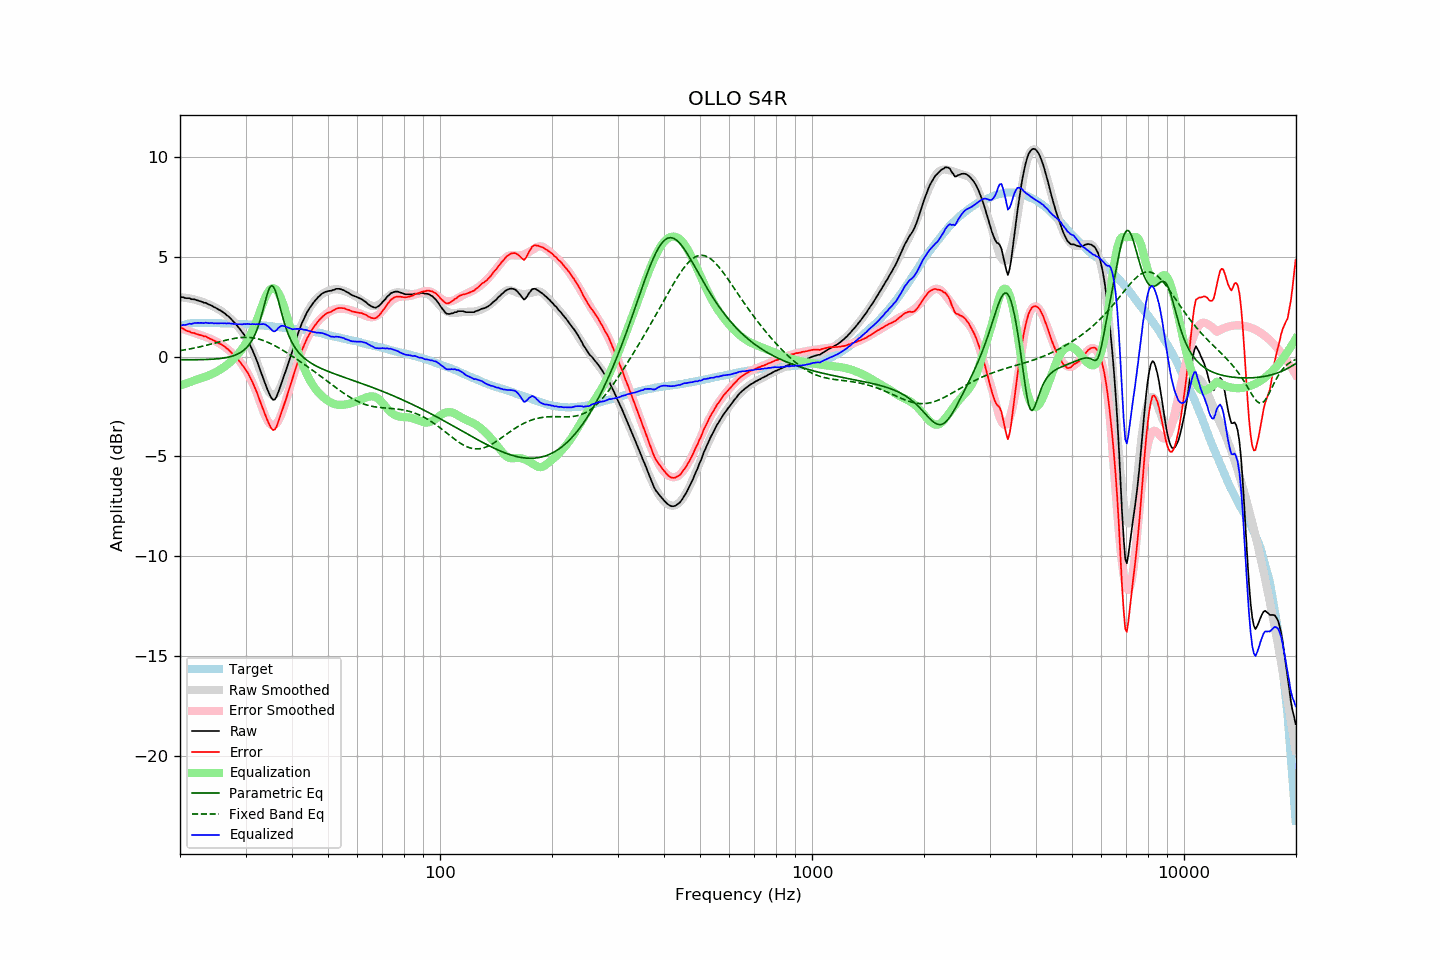 OLLO S4R
10
5
0
−5
−10
−15
−20
Amplitude (dBr)
Target
Raw Smoothed
Error Smoothed
Raw
Error
Equalization
Parametric Eq
Fixed Band Eq
Equalized
100
1000
10000
Frequency (Hz)